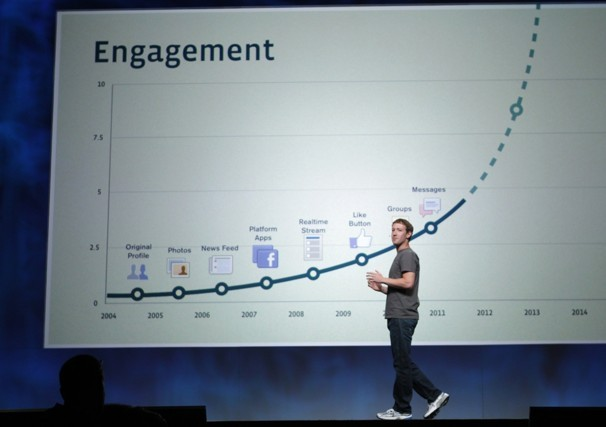 Engagement
10
7.5
5
2.5
0
Original
Profile
Photos
News Feed
Platform
Apps
f
Realtime
Stream
Like
Button
Groups
Messages
2004 2005 2006 2007 2008 2009 2011 2012 2013 2014